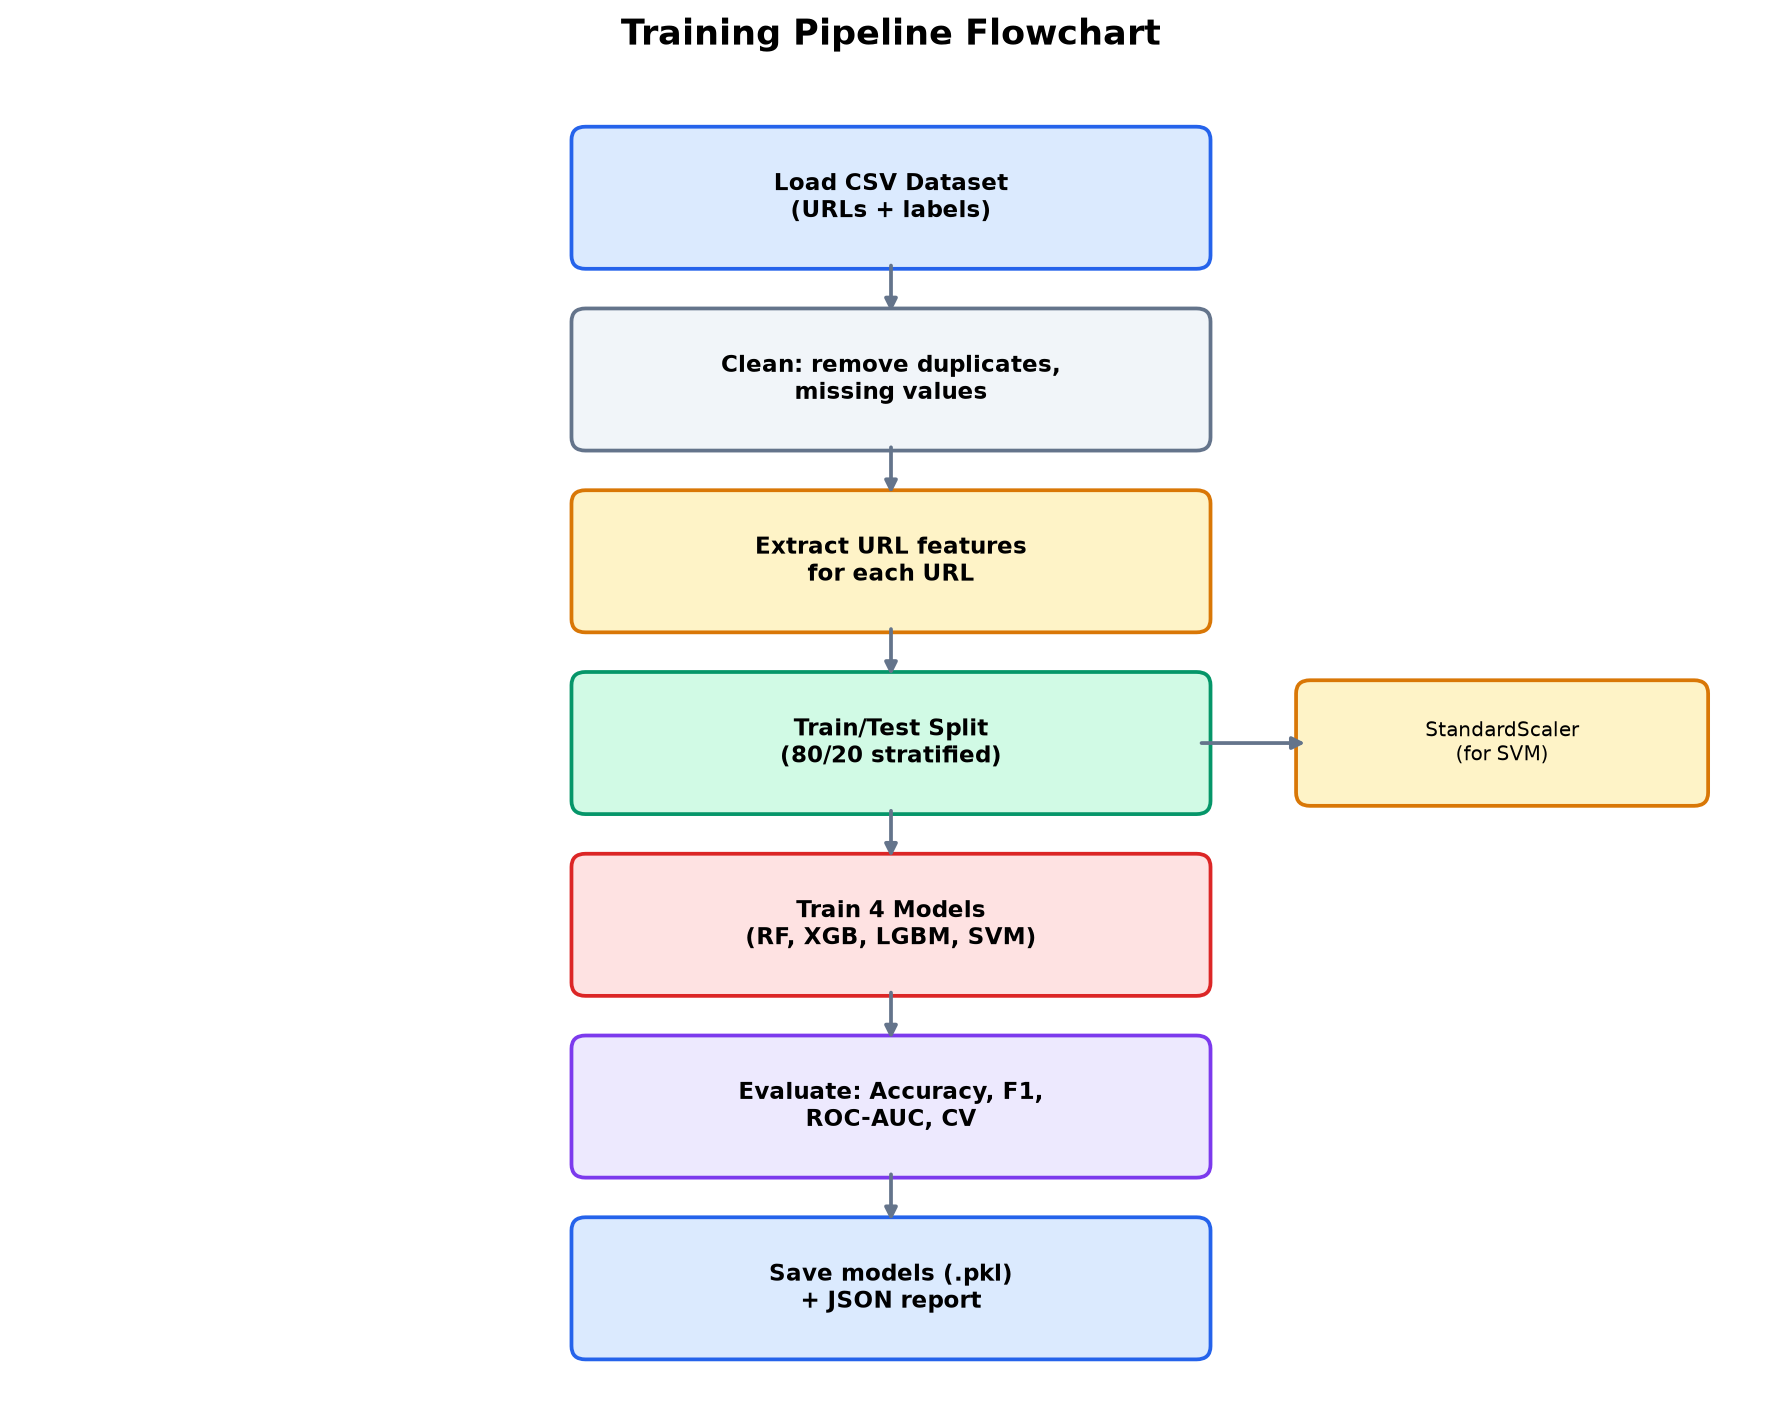 Training Pipeline Flowchart
Load CSV Dataset
(URLs + labels)
Clean: remove duplicates,
missing values
Extract URL features
for each URL
Train/Test Split
(80/20 stratified)
StandardScaler
(for SVM)
Train 4 Models
(RF, XGB, LGBM, SVM)
Evaluate: Accuracy, F1,
ROC-AUC, CV
Save models (.pkl)
+ JSON report